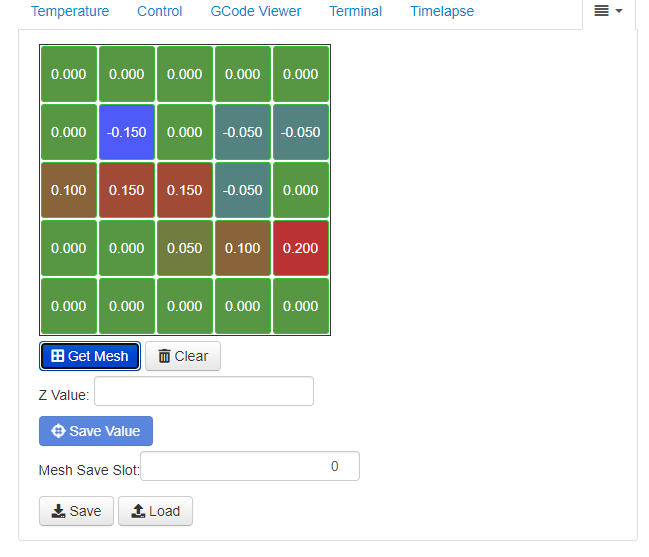 Temperature Control GCode Viewer Terminal Timelapse
0.000 0.000 0.000 0.000 0.000
0.000 -0.150 0.000 -0.050 -0.050
0.100 0.150 0.150 -0.050 0.000
0.000 0.000 0.050 0.100 0.200
0.000 0.000 0.000 0.000 0.000
Get Mesh Clear
Z Value:
Save Value
Mesh Save Slot: 0
Save Load